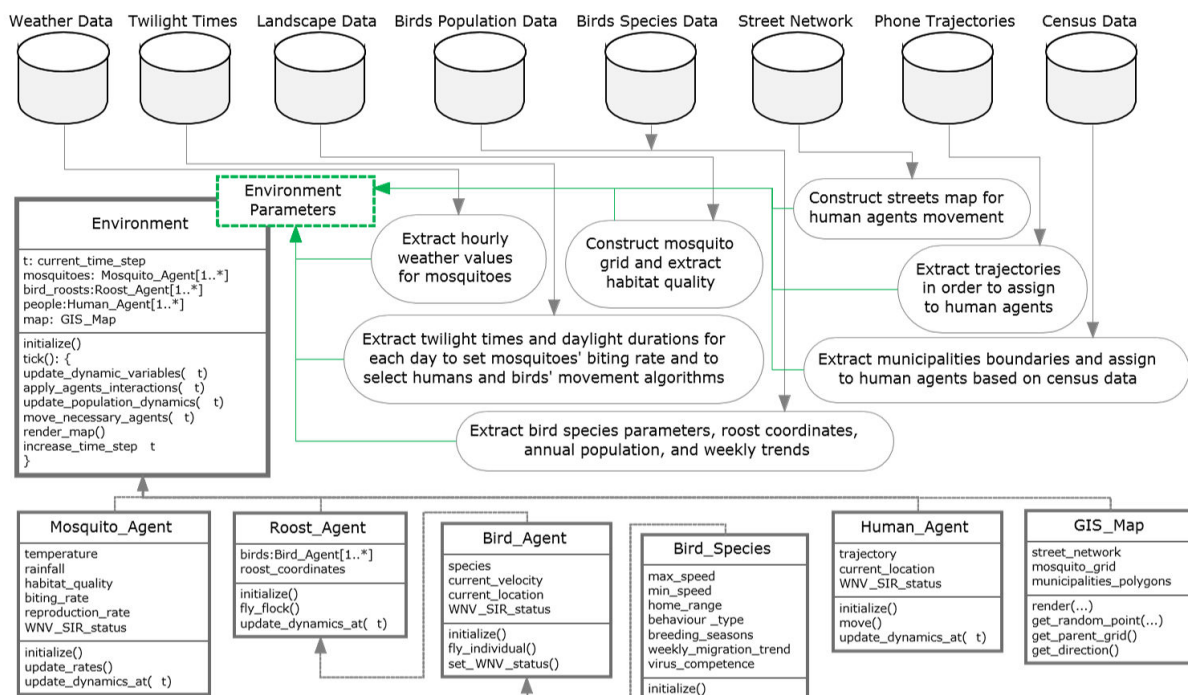 Weather Data
Twilight Times
Landscape Data
Birds Population Data
Birds Species Data
Street Network
Phone Trajectories
Census Data
Environment
Parameters
Construct streets map for
human agents movement
Extract hourly
weather values
for mosquitoes
Construct mosquito
grid and extract
habitat quality
Extract trajectories
in order to assign
to human agents
Extract twilight times and daylight durations for
each day to set mosquitoes' biting rate and to
select humans and birds' movement algorithms
Extract municipalities boundaries and assign
to human agents based on census data
Extract bird species parameters, roost coordinates,
annual population, and weekly trends
Environment
t: current_time_step
mosquitoes: Mosquito_Agent[1..*]
bird_roosts:Roost_Agent[1..*]
people:Human_Agent[1..*]
map: GIS_Map
initialize()
tick(): {
update_dynamic_variables( t)
apply_agents_interactions( t)
update_population_dynamics( t)
move_necessary_agents( t)
render_map()
increase_time_step t
}
Mosquito_Agent
temperature
rainfall
habitat_quality
biting_rate
reproduction_rate
WNV_SIR_status
initialize()
update_rates()
update_dynamics_at( t)
Roost_Agent
birds:Bird_Agent[1..*]
roost_coordinates
initialize()
fly_flock()
update_dynamics_at( t)
Bird_Agent
species
current_velocity
current_location
WNV_SIR_status
initialize()
fly_individual()
set_WNV_status()
Bird_Species
max_speed
min_speed
home_range
behaviour _type
breeding_seasons
weekly_migration_trend
virus_competence
initialize()
Human_Agent
trajectory
current_location
WNV_SIR_status
initialize()
move()
update_dynamics_at( t)
GIS_Map
street_network
mosquito_grid
municipalities_polygons
render(...)
get_random_point(...)
get_parent_grid()
get_direction()